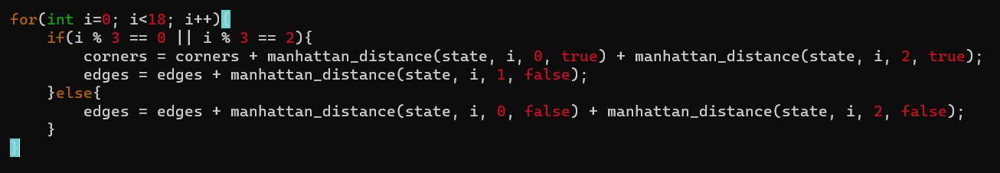 for(int i=0; i<18; i++){
    if(i % 3 == 0 || i % 3 == 2){
        corners = corners + manhattan_distance(state, i, 0, true) + manhattan_distance(state, i, 2, true);
        edges = edges + manhattan_distance(state, i, 1, false);
    }else{
        edges = edges + manhattan_distance(state, i, 0, false) + manhattan_distance(state, i, 2, false);
    }
}